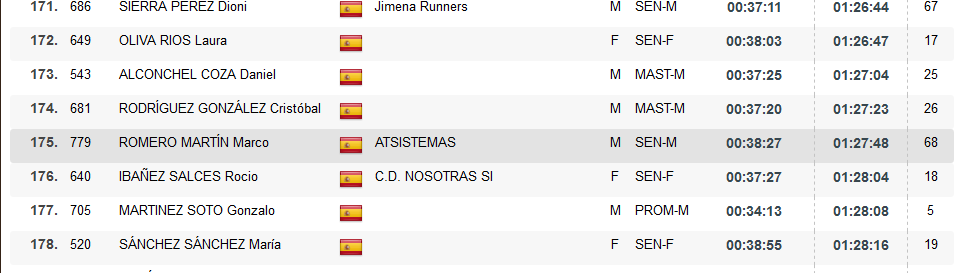 171. 686 SIERRA PEREZ Dioni Jimena Runners M SEN-M 00:37:11 01:26:44 67
172. 649 OLIVA RIOS Laura F SEN-F 00:38:03 01:26:47 17
173. 543 ALCONCHEL COZA Daniel M MAST-M 00:37:25 01:27:04 25
174. 681 RODRÍGUEZ GONZÁLEZ Cristóbal M MAST-M 00:37:20 01:27:23 26
175. 779 ROMERO MARTÍN Marco ATSISTEMAS M SEN-M 00:38:27 01:27:48 68
176. 640 IBAÑEZ SALCES Rocio C.D. NOSOTRAS SI F SEN-F 00:37:27 01:28:04 18
177. 705 MARTINEZ SOTO Gonzalo M PROM-M 00:34:13 01:28:08 5
178. 520 SÁNCHEZ SÁNCHEZ María F SEN-F 00:38:55 01:28:16 19